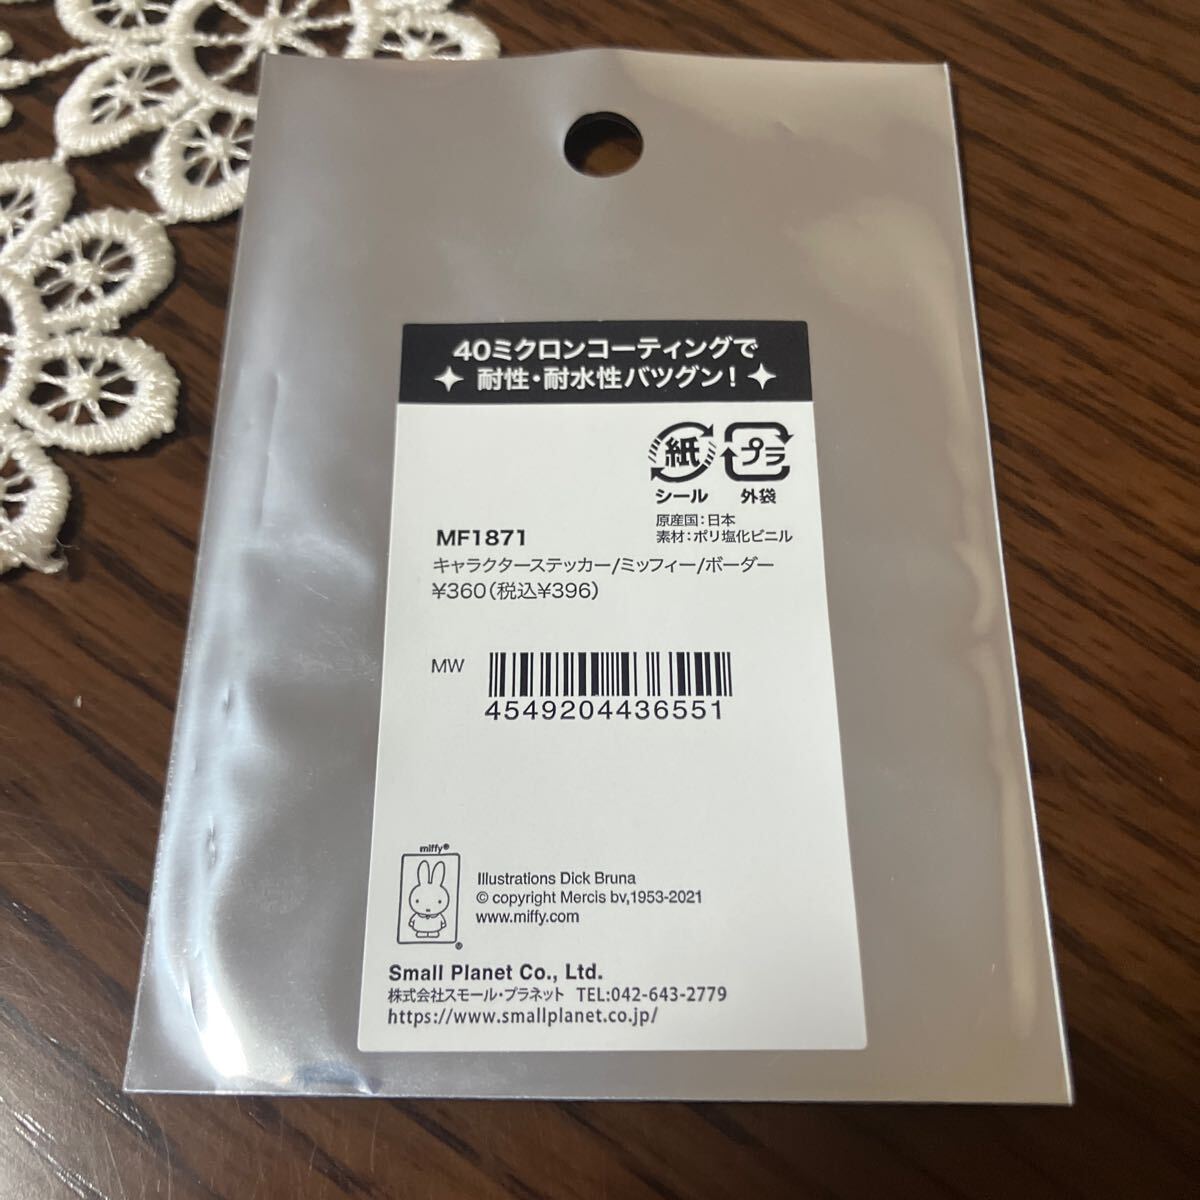 40ミクロンコーティングで
耐性・耐水性バツグン!
紙
プラ
シール
外袋
原産国:日本
素材:ポリ塩化ビニル
MF1871
キャラクターステッカー/ミッフィー/ボーダー
¥360(税込¥396)
MW
4549204436551
miffy®
®
Illustrations Dick Bruna
© copyright Mercis bv,1953-2021
www.miffy.com
Small Planet Co., Ltd.
株式会社スモール・プラネット TEL:042-643-2779
https://www.smallplanet.co.jp/